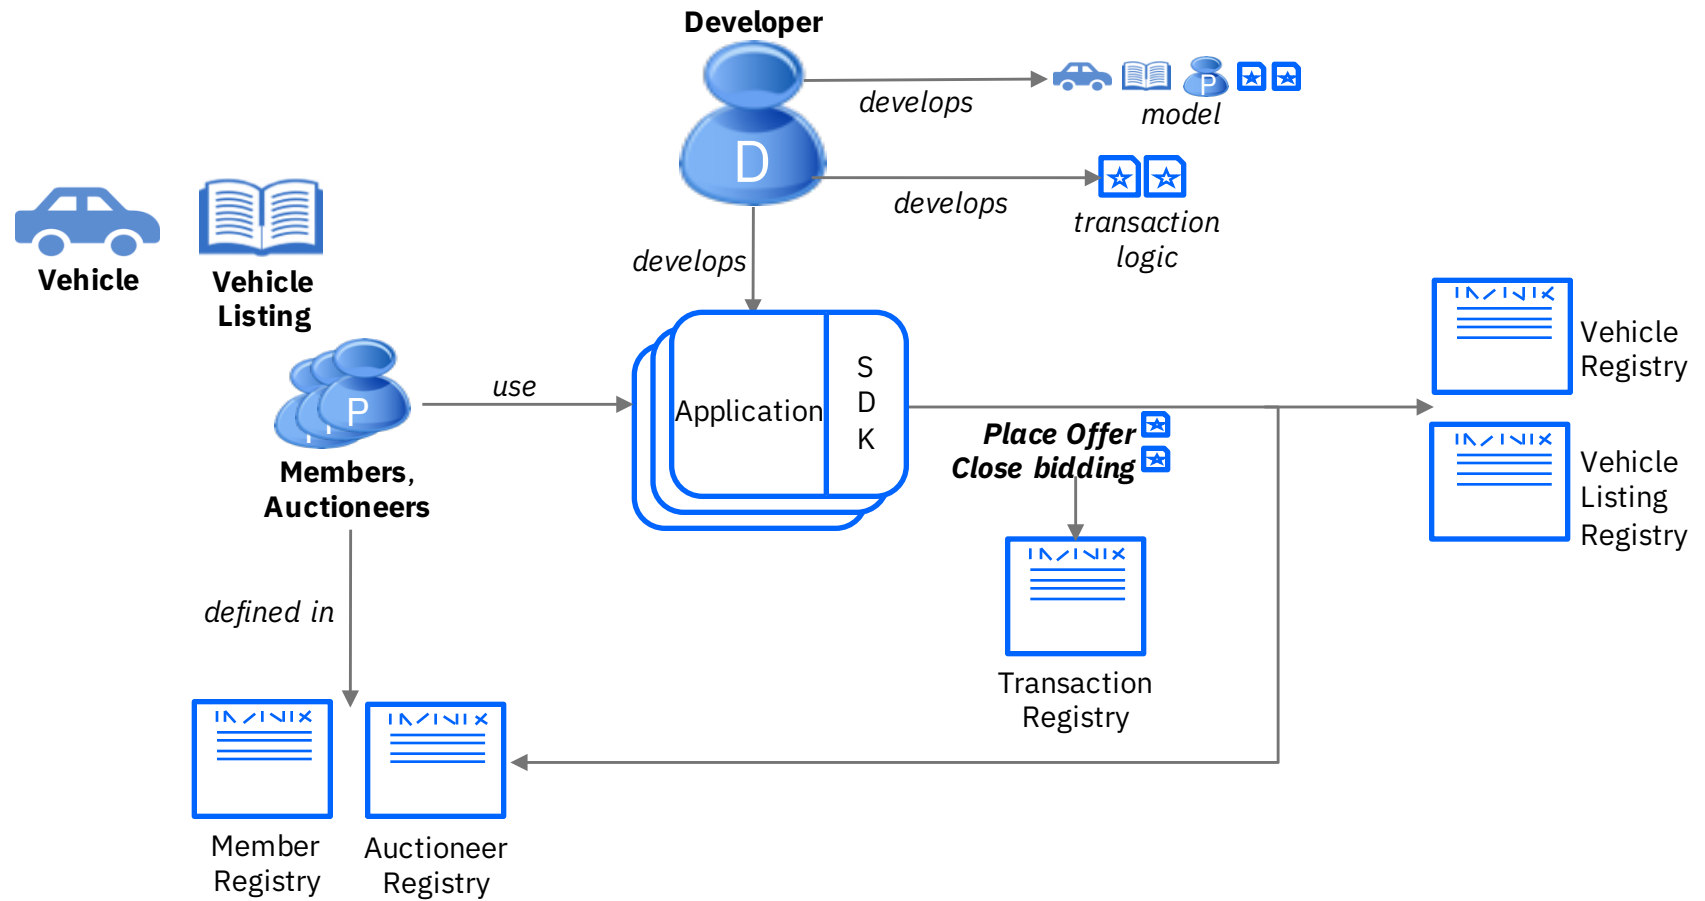 Developer
D
develops
P
model
develops
transaction
logic
develops
Vehicle
Vehicle
Listing
P
Members,
Auctioneers
use
Application
S
D
K
Place Offer
Close bidding
Vehicle
Registry
Vehicle
Listing
Registry
defined in
Transaction
Registry
Member
Registry
Auctioneer
Registry